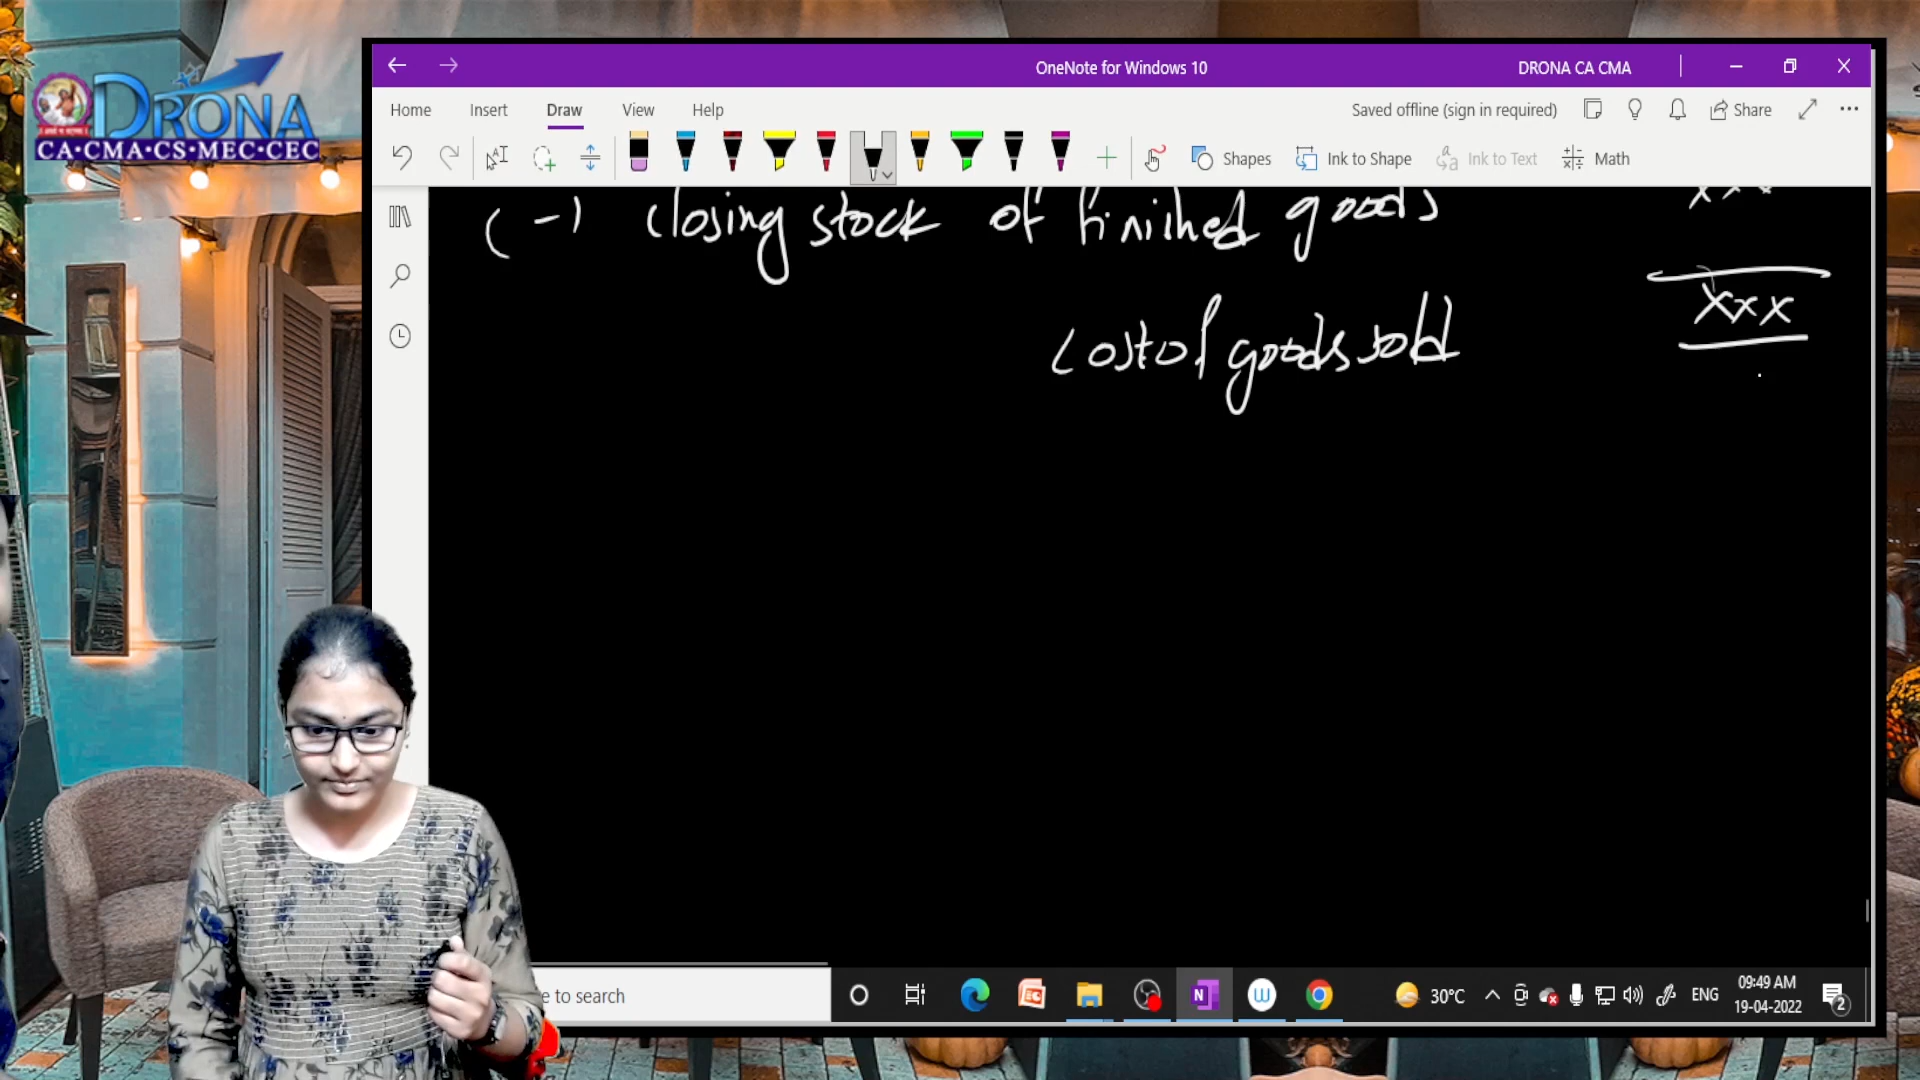 DRONA
CA•CMA•CS•MEC•CEC
OneNote for Windows 10
DRONA CA CMA
Home Insert Draw View Help
Saved offline (sign in required)
Share
Shapes
Ink to Shape
Ink to Text
Math
xxx
(-) closing stock of finished goods
xxx
cost of goods sold
e to search
30°C
ENG
09:49 AM
19-04-2022
2